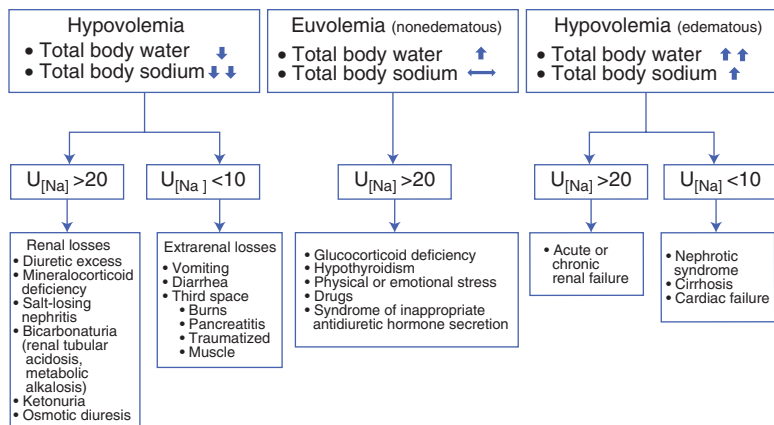 Hypovolemia
• Total body water
• Total body sodium
Euvolemia (nonedematous)
• Total body water
• Total body sodium
Hypovolemia (edematous)
• Total body water
• Total body sodium
U[Na] >20
U[Na ] <10
U[Na] >20
U[Na] >20
U[Na] <10
Renal losses
• Diuretic excess
• Mineralocorticoid
deficiency
• Salt-losing
nephritis
• Bicarbonaturia
(renal tubular
acidosis,
metabolic
alkalosis)
• Ketonuria
• Osmotic diuresis
Extrarenal losses
• Vomiting
• Diarrhea
• Third space
• Burns
• Pancreatitis
• Traumatized
• Muscle
• Glucocorticoid deficiency
• Hypothyroidism
• Physical or emotional stress
• Drugs
• Syndrome of inappropriate
antidiuretic hormone secretion
• Acute or
chronic
renal failure
• Nephrotic
syndrome
• Cirrhosis
• Cardiac failure